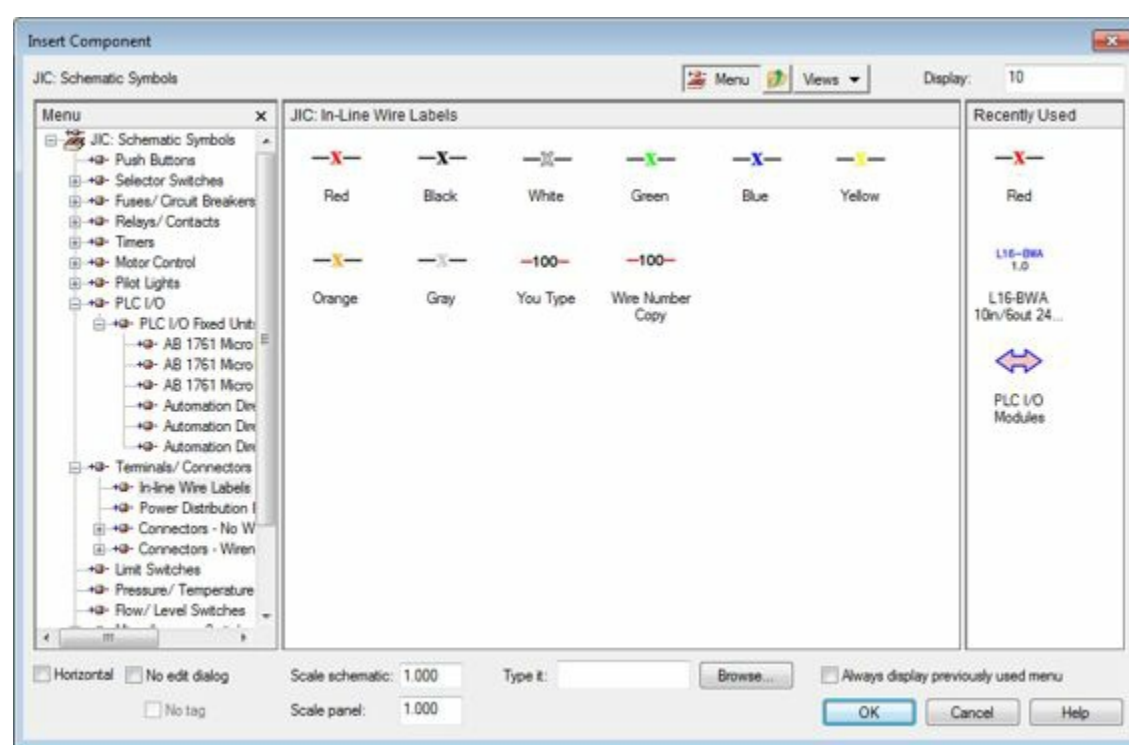 Insert Component
JIC: Schematic Symbols
Menu
Views
Display:
10
Menu
JIC: Schematic Symbols
Push Buttons
Selector Switches
Fuses/ Circuit Breakers
Relays/ Contacts
Timers
Motor Control
Pilot Lights
PLC I/O
PLC I/O Fixed Units
AB 1761 Micro
AB 1761 Micro
AB 1761 Micro
Automation Dire
Automation Dire
Automation Dire
Terminals/ Connectors
In-line Wire Labels
Power Distribution
Connectors - No W
Connectors - Wiren
Limit Switches
Pressure/ Temperature
Flow/ Level Switches
JIC: In-Line Wire Labels
X X X X X X
Red Black White Green Blue Yellow
X X 100 100
Orange Gray You Type Wire Number
Copy
Recently Used
X
Red
L16-BWA
1.0
L16-BWA
10in/6out 24...
PLC I/O
Modules
Horizontal
No edit dialog
No tag
Scale schematic: 1.000
Scale panel: 1.000
Type it:
Browse...
Always display previously used menu
OK
Cancel
Help